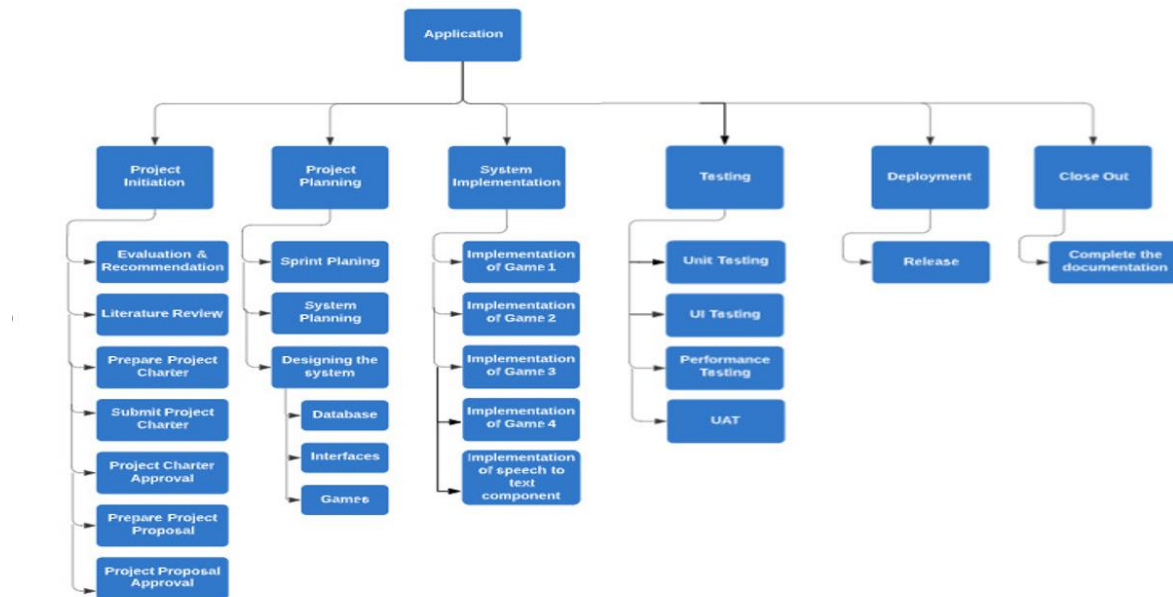 Application
Project
Initiation
Project
Planning
System
Implementation
Testing
Deployment
Close Out
Evaluation &
Recommendation
Literature Review
Prepare Project
Charter
Submit Project
Charter
Project Charter
Approval
Prepare Project
Proposal
Project Proposal
Approval
Sprint Planing
System
Planning
Designing the
system
Database
Interfaces
Games
Implementation
of Game 1
Implementation
of Game 2
Implementation
of Game 3
Implementation
of Game 4
Implementation
of speech to
text
component
Unit Testing
UI Testing
Performance
Testing
UAT
Release
Complete the
documentation